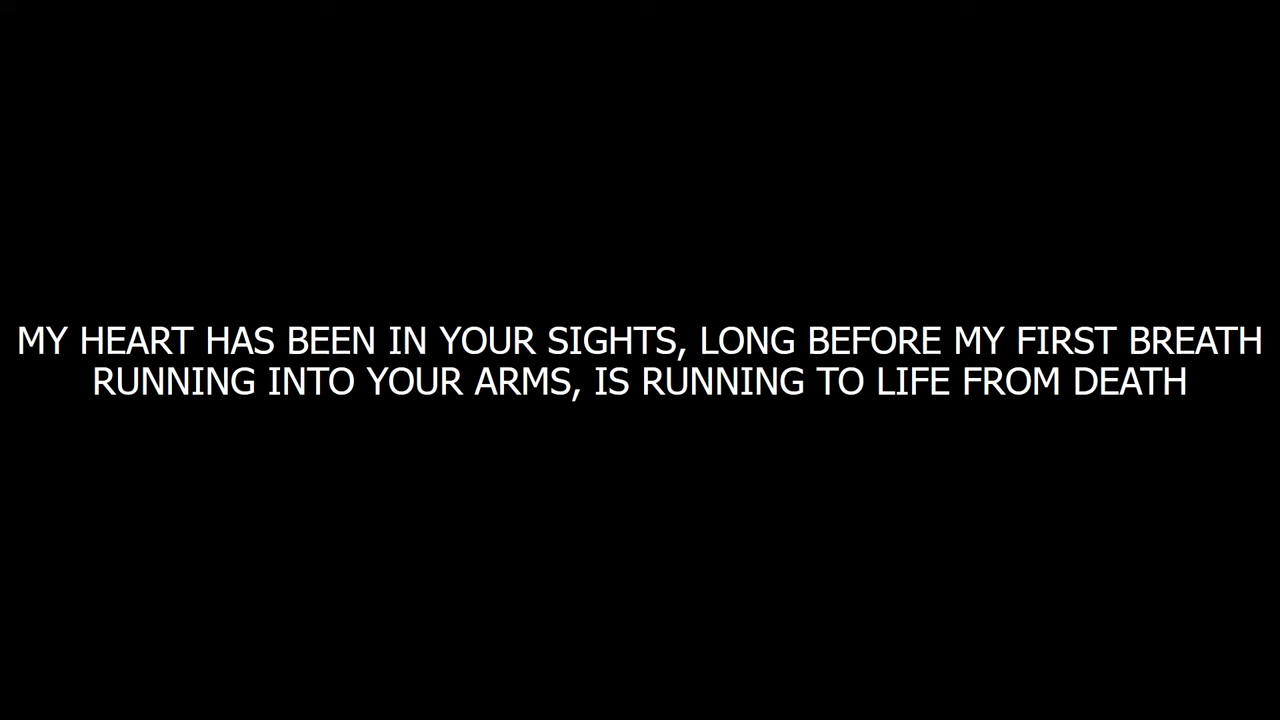 MY HEART HAS BEEN IN YOUR SIGHTS, LONG BEFORE MY FIRST BREATH
RUNNING INTO YOUR ARMS, IS RUNNING TO LIFE FROM DEATH